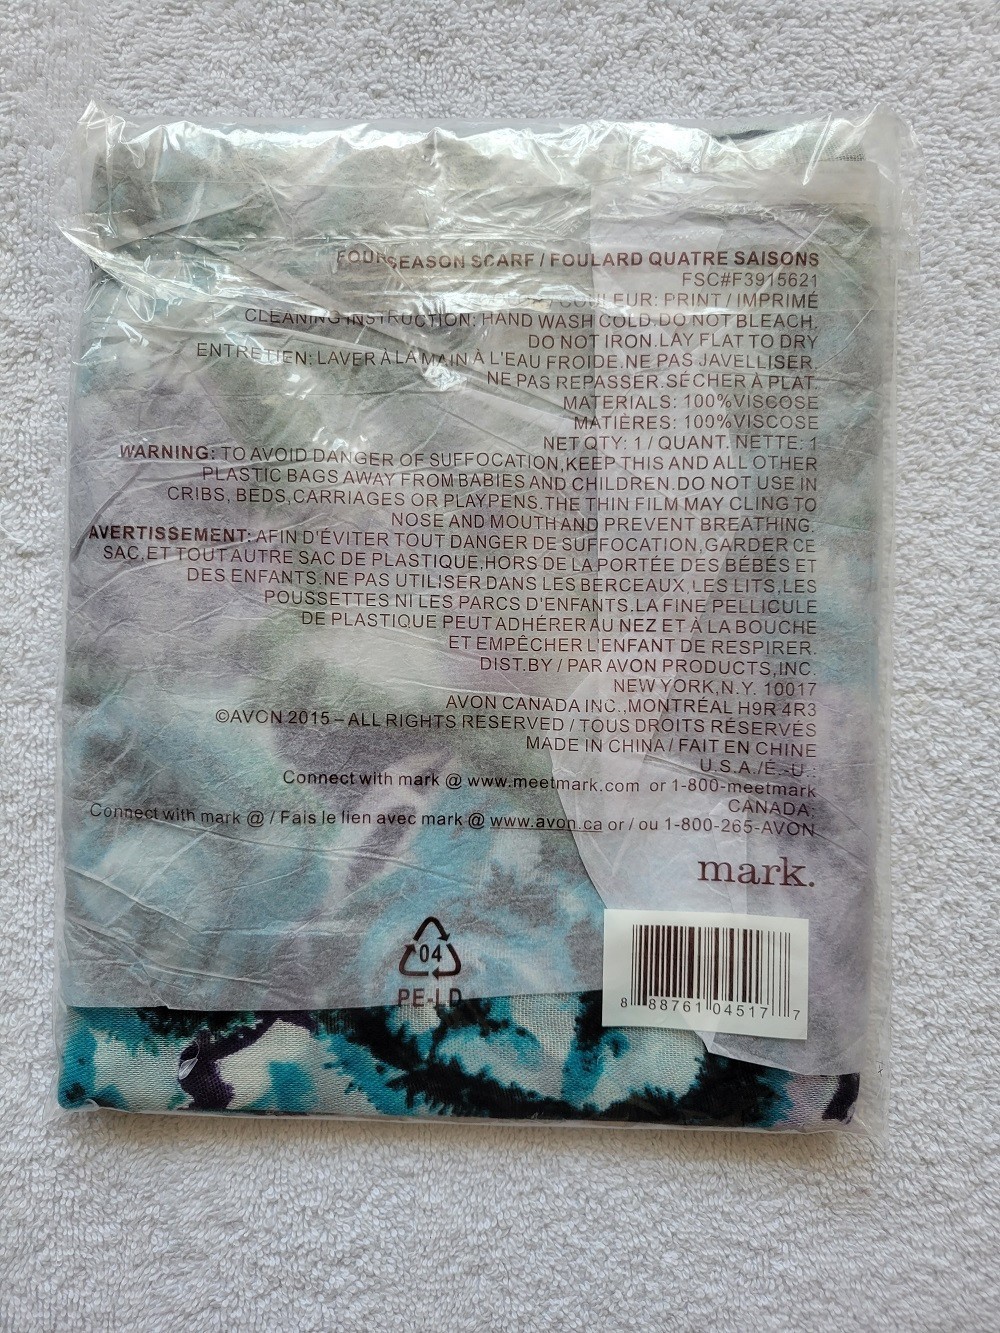 FOUR SEASON SCARF / FOULARD QUATRE SAISONS
FSC#F3915621
/ COULEUR: PRINT / IMPRIMÉ
CLEANING INSTRUCTION: HAND WASH COLD.DO NOT BLEACH.
DO NOT IRON.LAY FLAT TO DRY
ENTRETIEN: LAVER À LA MAIN À L'EAU FROIDE.NE PAS JAVELLISER.
NE PAS REPASSER.SÉCHER À PLAT.
MATERIALS: 100%VISCOSE
MATIÈRES: 100%VISCOSE
NET QTY: 1 / QUANT. NETTE: 1
WARNING: TO AVOID DANGER OF SUFFOCATION,KEEP THIS AND ALL OTHER
PLASTIC BAGS AWAY FROM BABIES AND CHILDREN.DO NOT USE IN
CRIBS, BEDS,CARRIAGES OR PLAYPENS.THE THIN FILM MAY CLING TO
NOSE AND MOUTH AND PREVENT BREATHING.
AVERTISSEMENT: AFIN D'ÉVITER TOUT DANGER DE SUFFOCATION,GARDER CE
SAC,ET TOUT AUTRE SAC DE PLASTIQUE,HORS DE LA PORTÉE DES BÉBÉS ET
DES ENFANTS.NE PAS UTILISER DANS LES BERCEAUX,LES LITS,LES
POUSSETTES NI LES PARCS D'ENFANTS.LA FINE PELLICULE
DE PLASTIQUE PEUT ADHÉRER AU NEZ ET À LA BOUCHE
ET EMPÊCHER L'ENFANT DE RESPIRER.
DIST.BY / PAR AVON PRODUCTS,INC.
NEW YORK,N.Y. 10017
AVON CANADA INC.,MONTRÉAL H9R 4R3
©AVON 2015 – ALL RIGHTS RESERVED / TOUS DROITS RÉSERVÉS
MADE IN CHINA / FAIT EN CHINE
U.S.A./É.-U.:
Connect with mark @ www.meetmark.com or 1-800-meetmark
CANADA:
Connect with mark @ / Fais le lien avec mark @ www.avon.ca or / ou 1-800-265-AVON
mark.
04
PE-LD
8 88761 04517 7